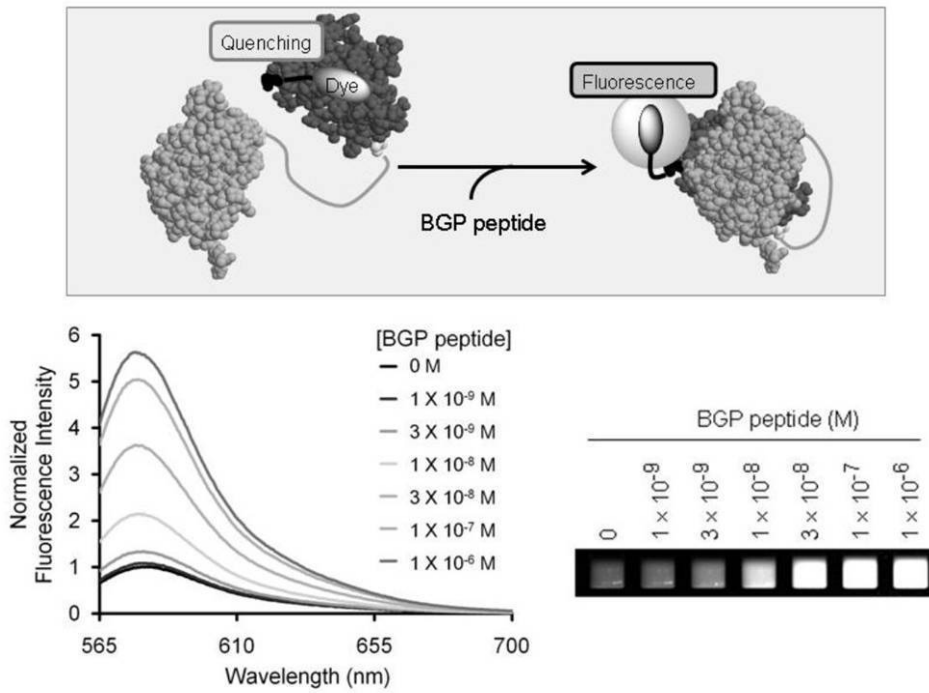 Quenching
Dye
Fluorescence
BGP peptide
Normalized
Fluorescence Intensity
6
5
4
3
2
1
0
565
610
655
700
Wavelength (nm)
[BGP peptide]
0 M
1 X 10⁻⁹ M
3 X 10⁻⁹ M
1 X 10⁻⁸ M
3 X 10⁻⁸ M
1 X 10⁻⁷ M
1 X 10⁻⁶ M
BGP peptide (M)
0
1 × 10⁻⁹
3 × 10⁻⁹
1 × 10⁻⁸
3 × 10⁻⁸
1 × 10⁻⁷
1 × 10⁻⁶